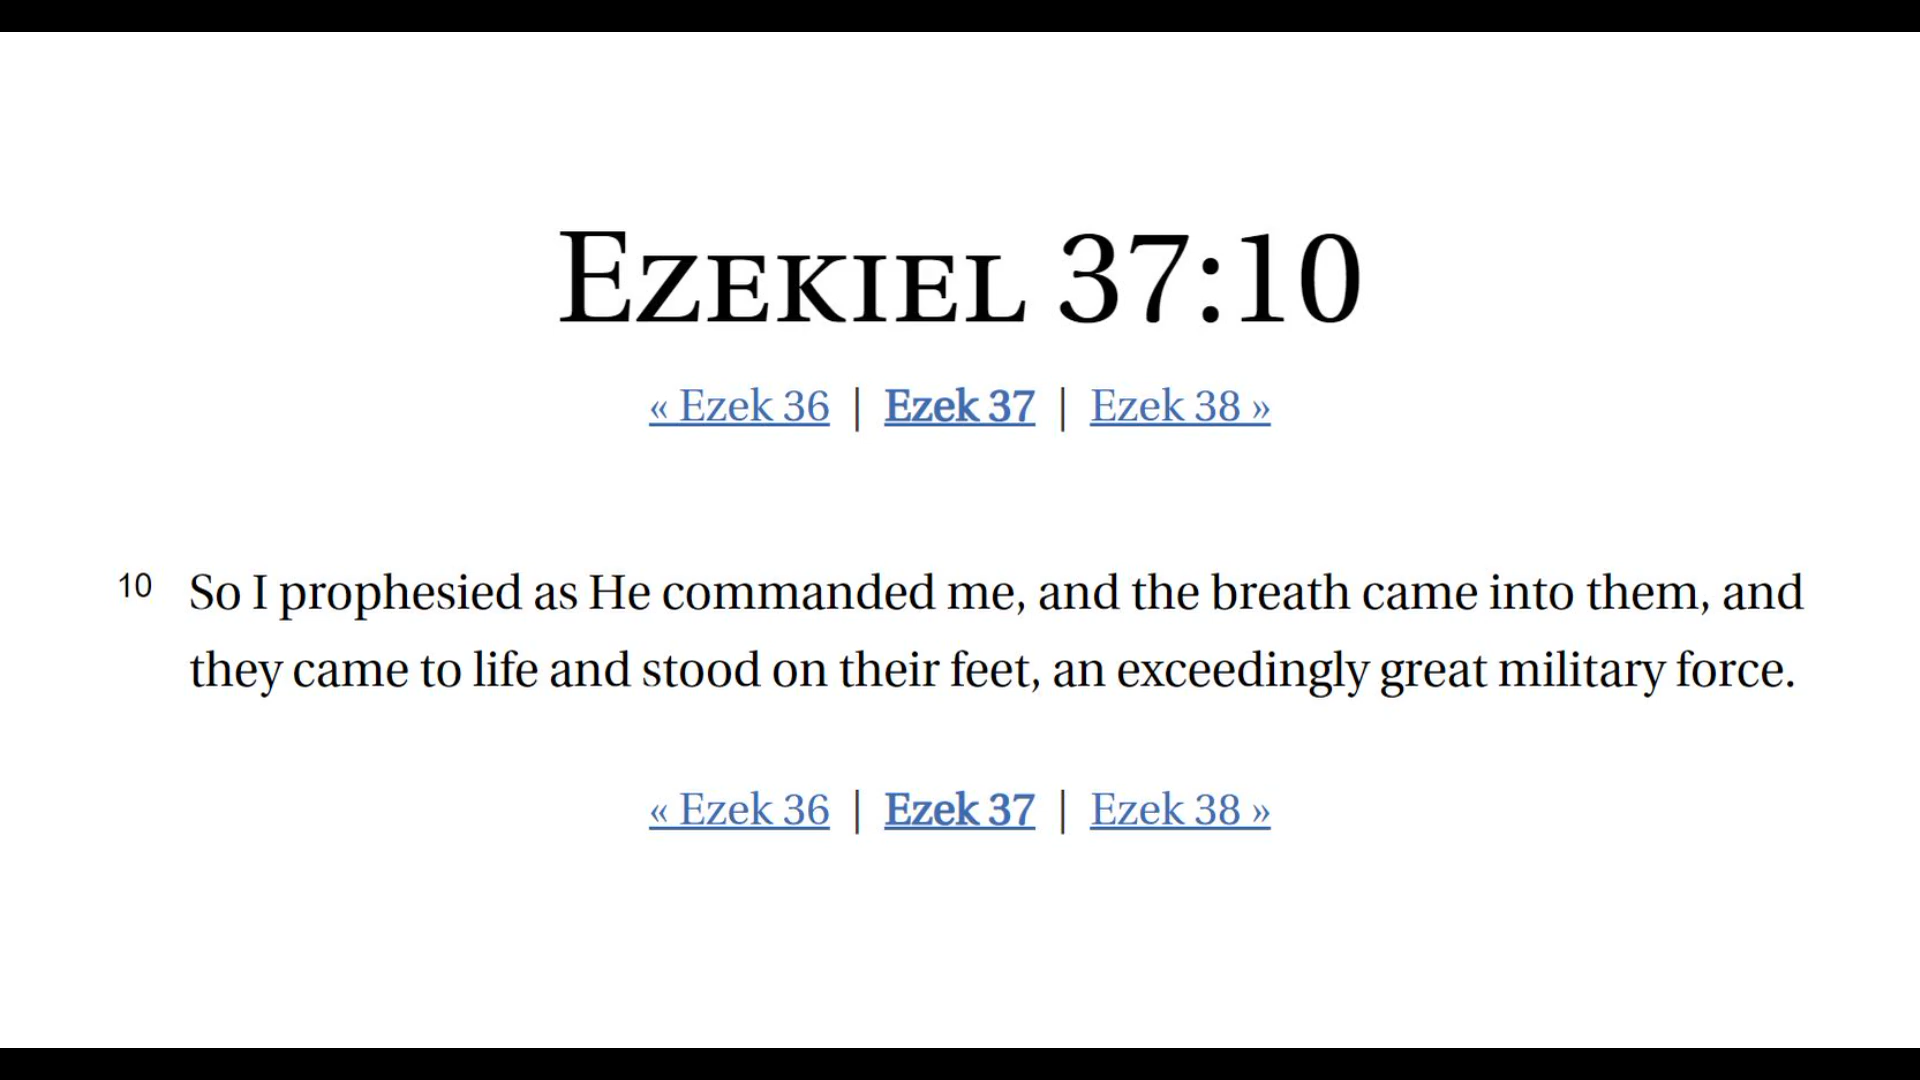 Ezekiel 37:10
« Ezek 36 | Ezek 37 | Ezek 38 »
10 So I prophesied as He commanded me, and the breath came into them, and
they came to life and stood on their feet, an exceedingly great military force.
« Ezek 36 | Ezek 37 | Ezek 38 »